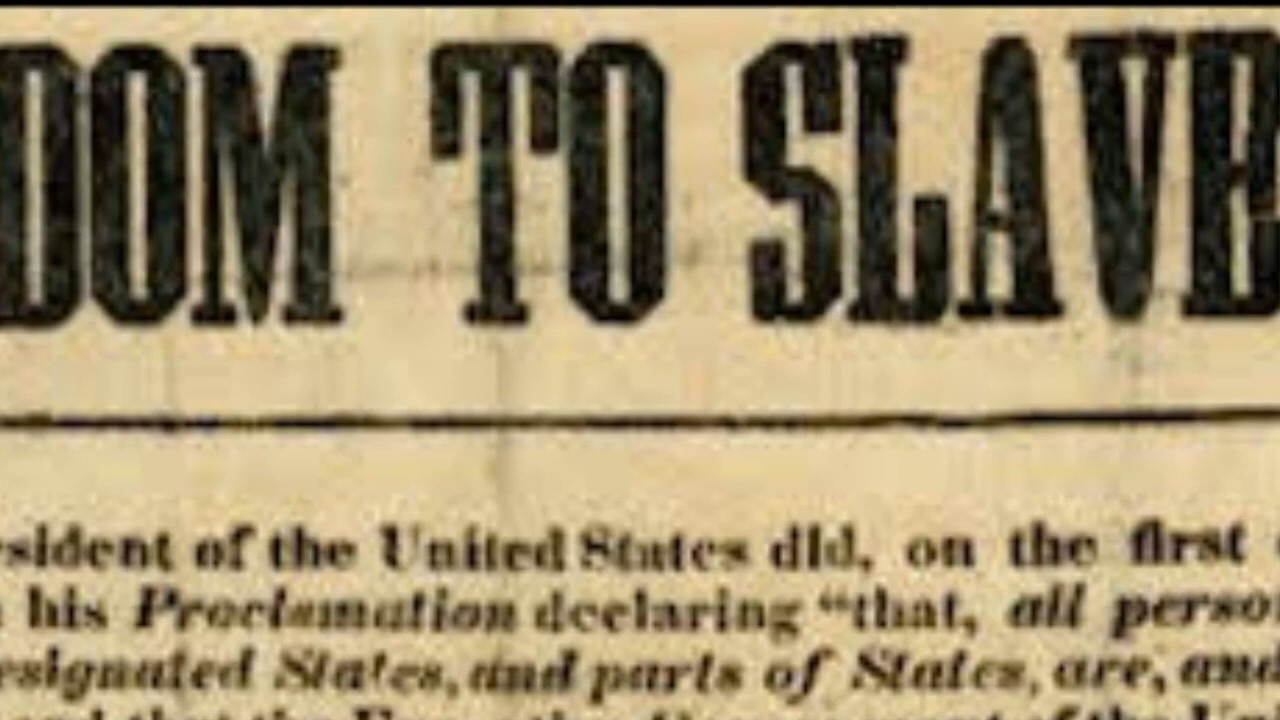 DOM TO SLAVE
sident of the United States did, on the first
his Proclamation declaring "that, all perso
esignated States, and parts of States, are, and